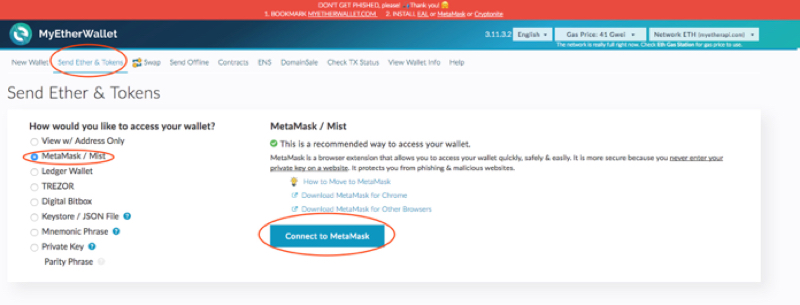 DON'T GET PHISHED, please! Thank you!
1. BOOKMARK MYETHERWALLET.COM 2. INSTALL EAL or MetaMask or Cryptonite
MyEtherWallet 3.11.3.2 English Gas Price: 41 Gwei Network ETH (myetherapi.com)
The network is really full right now. Check Eth Gas Station for gas price to use.
New Wallet Send Ether & Tokens Swap Send Offline Contracts ENS DomainSale Check TX Status View Wallet Info Help
Send Ether & Tokens
How would you like to access your wallet?
View w/ Address Only
MetaMask / Mist
Ledger Wallet
TREZOR
Digital Bitbox
Keystore / JSON File ?
Mnemonic Phrase ?
Private Key ?
Parity Phrase
MetaMask / Mist
This is a recommended way to access your wallet.
MetaMask is a browser extension that allows you to access your wallet quickly, safely & easily. It is more secure because you never enter your
private key on a website. It protects you from phishing & malicious websites.
How to Move to MetaMask
Download MetaMask for Chrome
Download MetaMask for Other Browsers
Connect to MetaMask